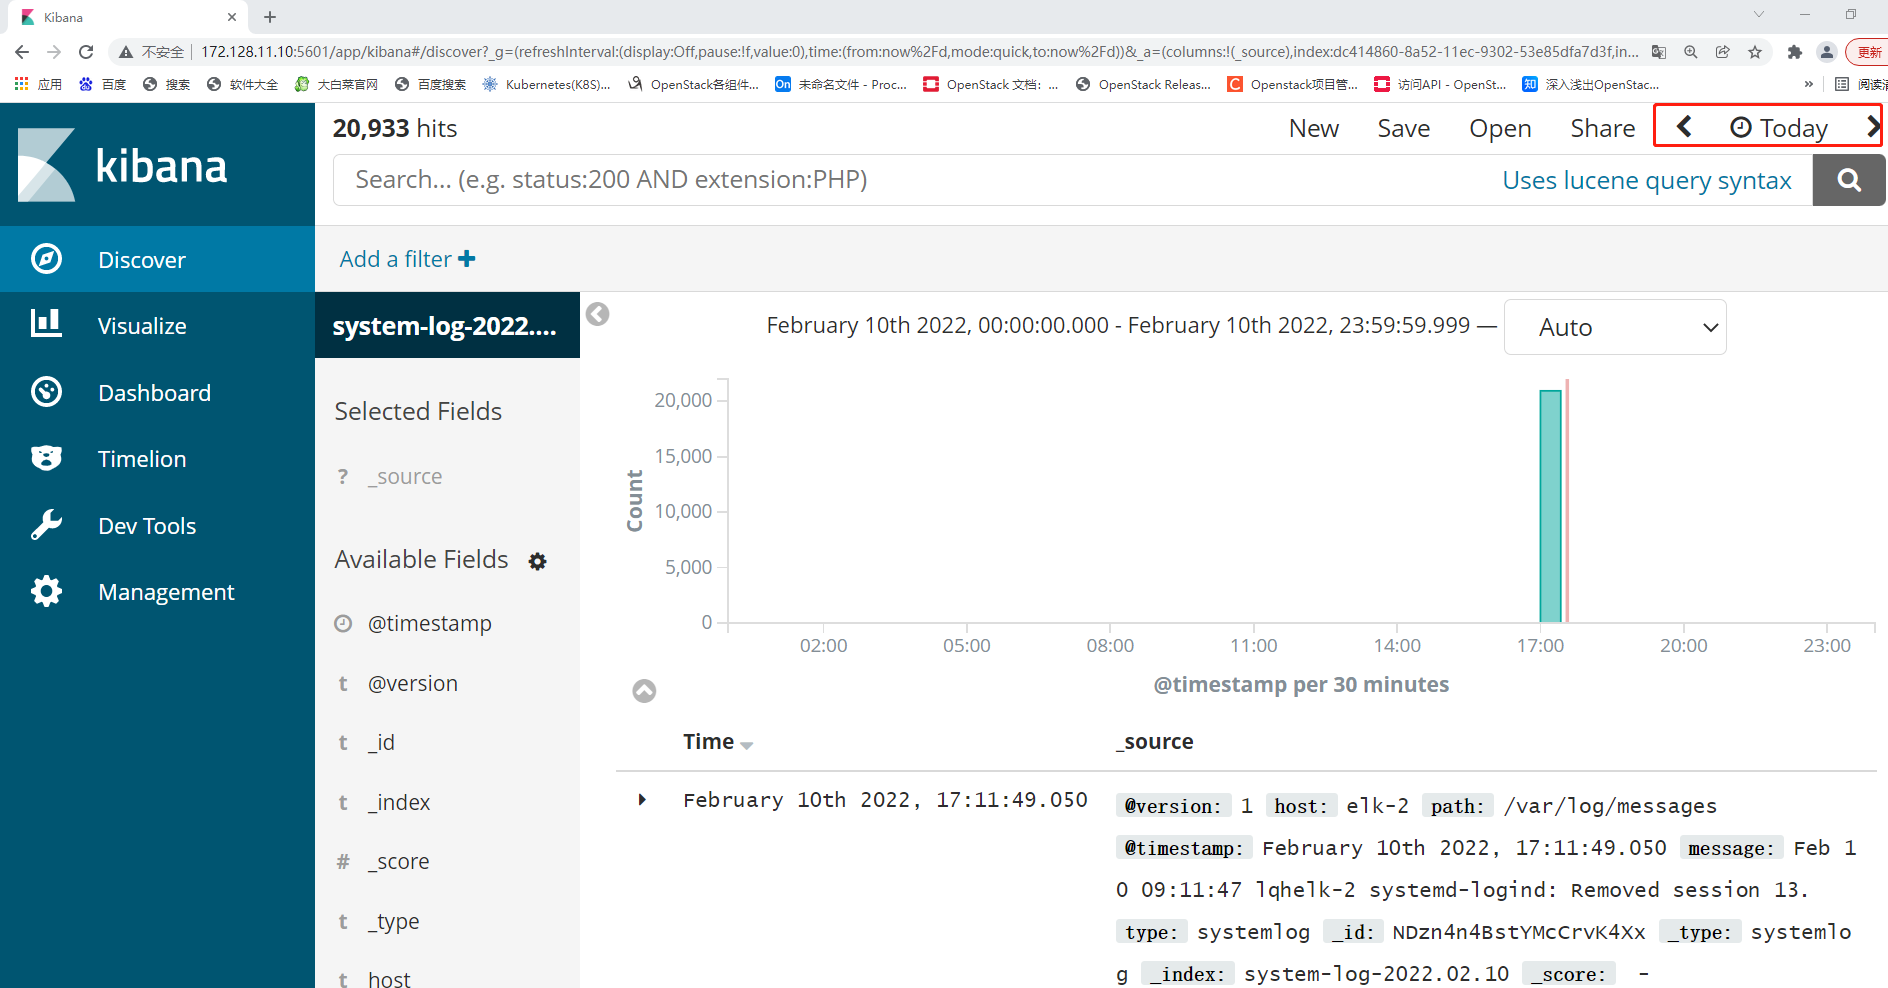 Kibana
不安全 172.128.11.10:5601/app/kibana#/discover?_g=(refreshInterval:(display:Off,pause:!f,value:0),time:(from:now%2Fd,mode:quick,to:now%2Fd))&_a=(columns:!(_source),index:dc414860-8a52-11ec-9302-53e85dfa7d3f,in... 更新
应用 百度 搜索 软件大全 大白菜官网 百度搜索 Kubernetes(K8S)... OpenStack各组件... On 未命名文件 - Proc... OpenStack 文档：... OpenStack Releas... C Openstack项目管... 访问API - OpenSt... 知 深入浅出OpenStac... » 阅读清
kibana
20,933 hits
New Save Open Share Today
Search... (e.g. status:200 AND extension:PHP) Uses lucene query syntax
Discover
Visualize
Dashboard
Timelion
Dev Tools
Management
Add a filter
system-log-2022....
Selected Fields
? _source
Available Fields
@timestamp
t @version
t _id
t _index
# _score
t _type
t host
February 10th 2022, 00:00:00.000 - February 10th 2022, 23:59:59.999 — Auto
Count
20,000
15,000
10,000
5,000
0
02:00 05:00 08:00 11:00 14:00 17:00 20:00 23:00
@timestamp per 30 minutes
Time _source
February 10th 2022, 17:11:49.050
@version: 1 host: elk-2 path: /var/log/messages
@timestamp: February 10th 2022, 17:11:49.050 message: Feb 1
0 09:11:47 lqhelk-2 systemd-logind: Removed session 13.
type: systemlog _id: NDzn4n4BstYMcCrvK4Xx _type: systemlo
g _index: system-log-2022.02.10 _score: -